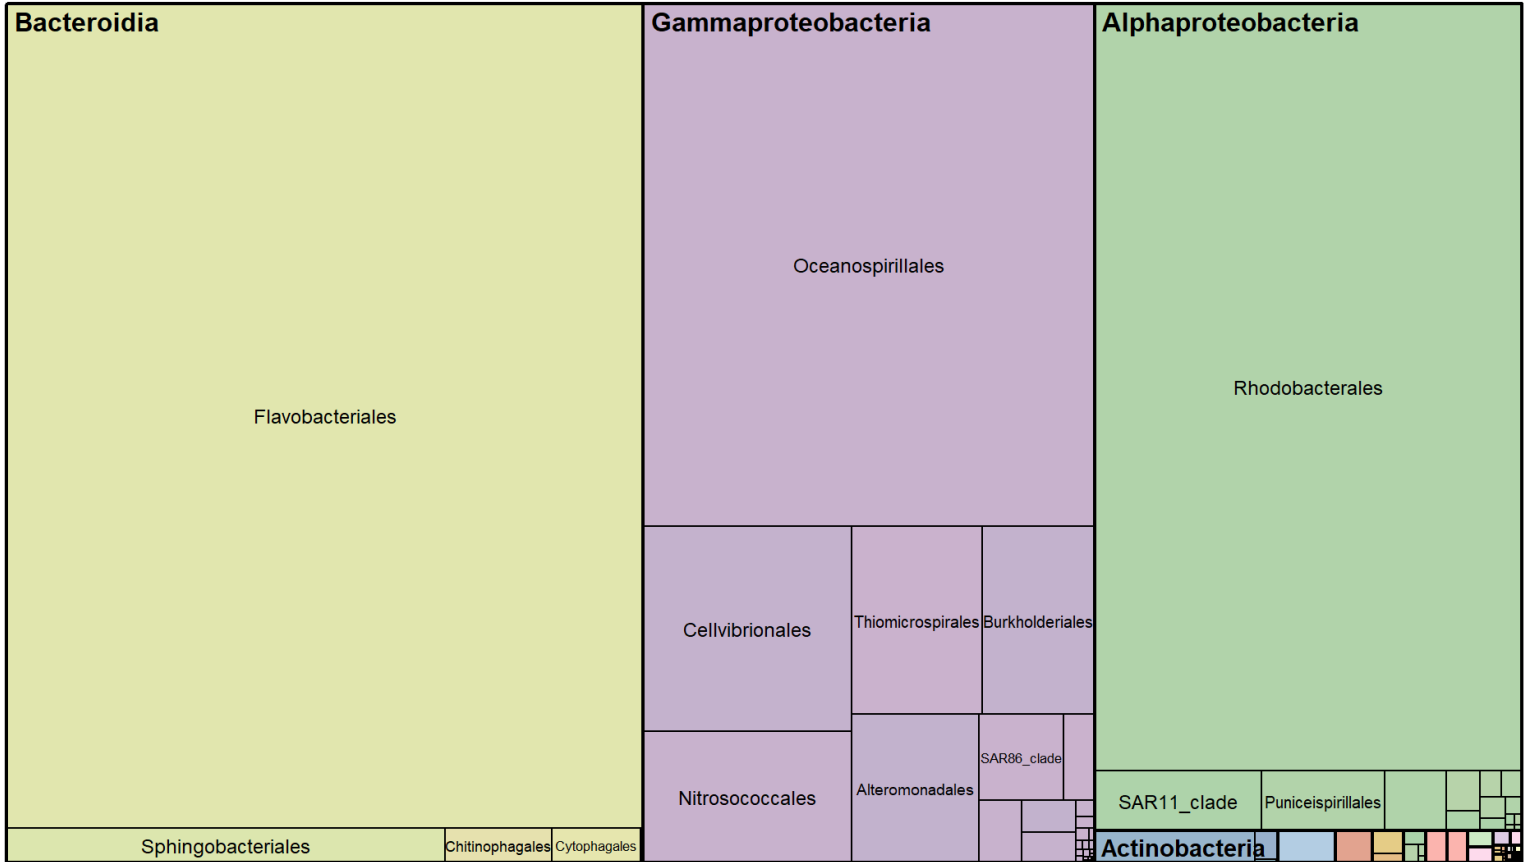 Bacteroidia
Flavobacteriales
Sphingobacteriales
Chitinophagales
Cytophagales
Gammaproteobacteria
Oceanospirillales
Cellvibrionales
Thiomicrospirales
Burkholderiales
Nitrosococcales
Alteromonadales
SAR86_clade
Alphaproteobacteria
Rhodobacterales
SAR11_clade
Puniceispirillales
Actinobacteria